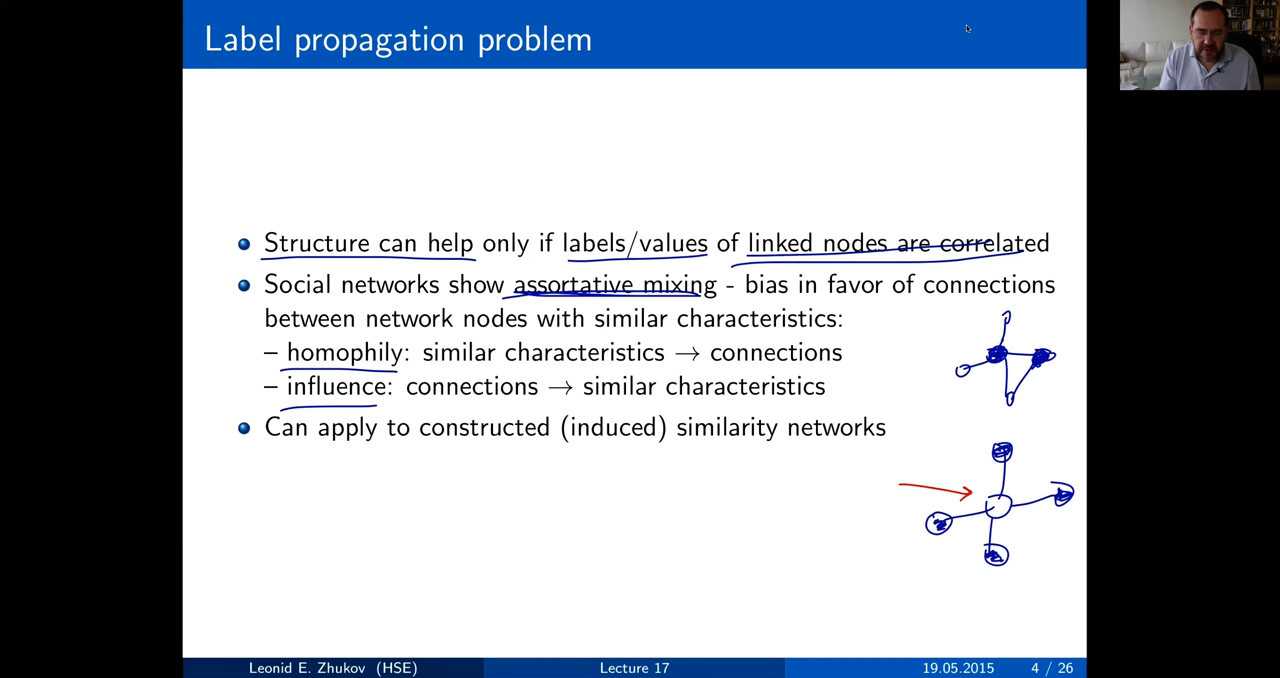 Label propagation problem
Structure can help only if labels/values of linked nodes are correlated
Social networks show assortative mixing - bias in favor of connections
between network nodes with similar characteristics:
– homophily: similar characteristics → connections
– influence: connections → similar characteristics
Can apply to constructed (induced) similarity networks
Leonid E. Zhukov (HSE) Lecture 17 19.05.2015 4 / 26